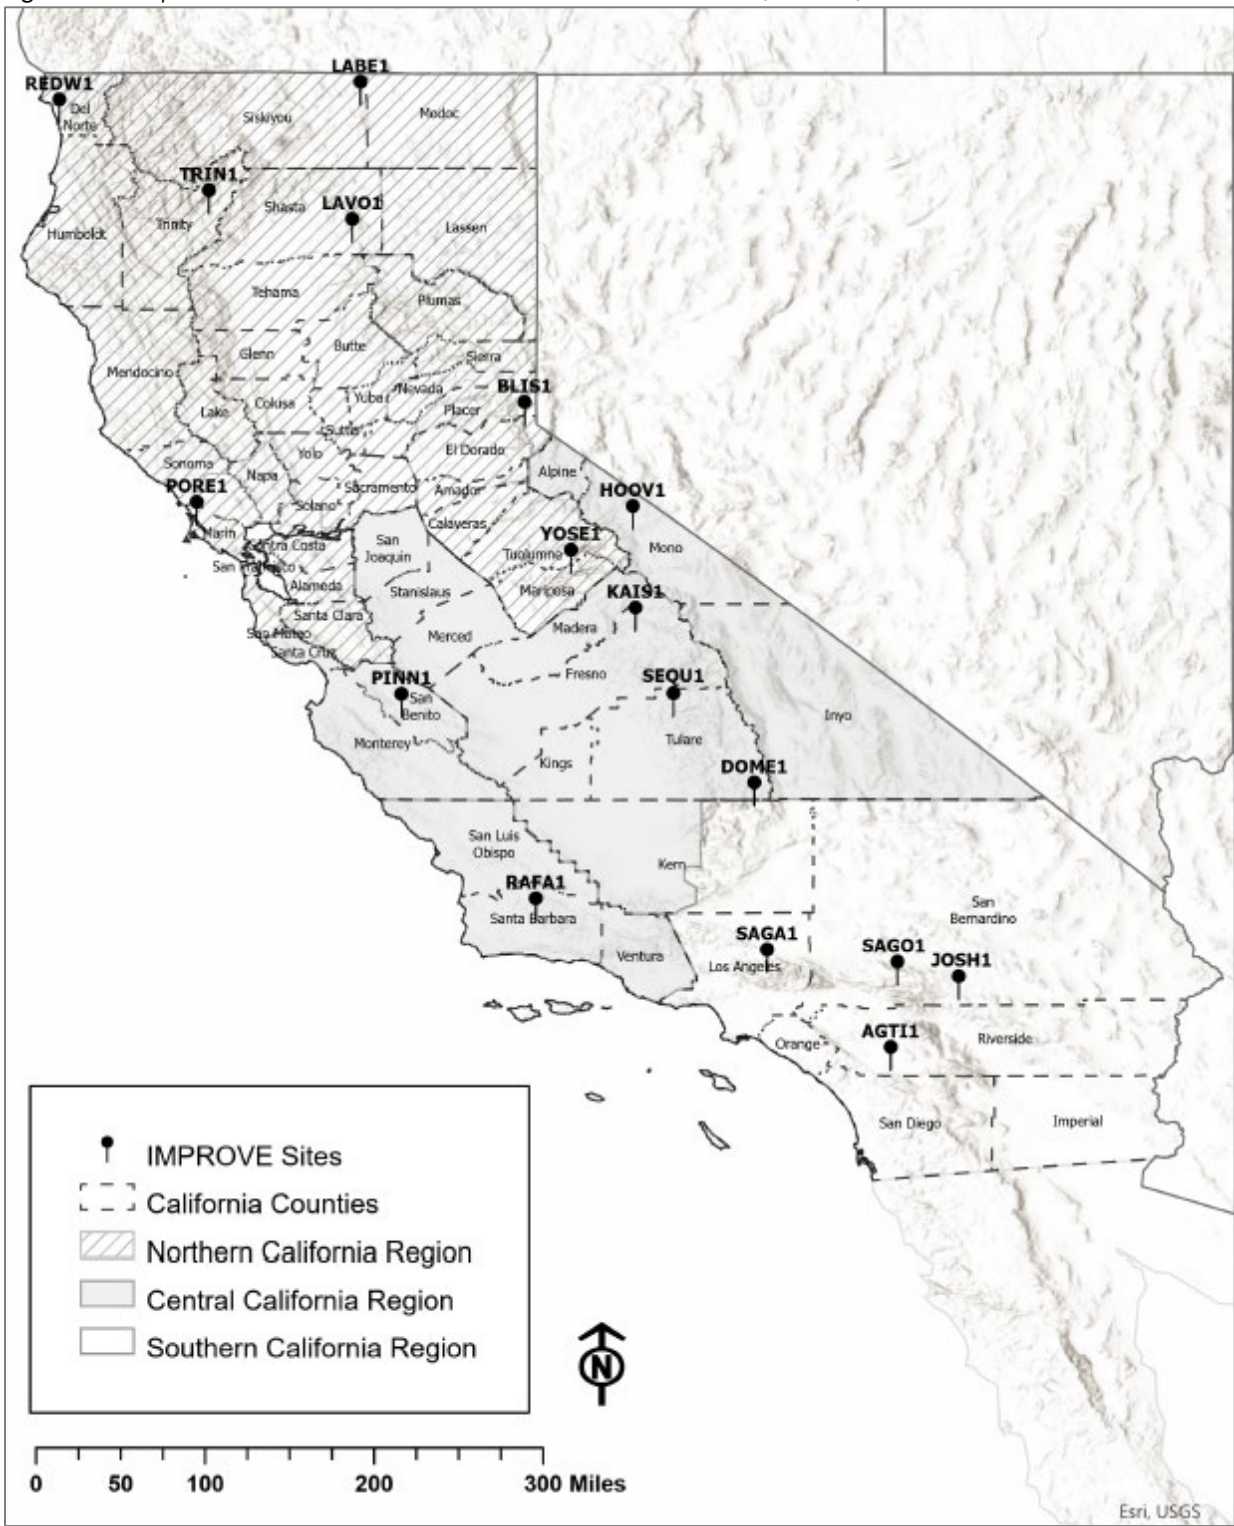 LABE1
REDW1
Del
Norte
Siskiyou
Modoc
TRIN1
LAVO1
Shasta
Trinity
Humboldt
Lassen
Tehama
Plumas
Butte
Glenn
Sierra
Mendocino
BLIS1
Nevada
Yuba
Colusa
Placer
Lake
Sutter
El Dorado
Yolo
Sonoma
Napa
Alpine
PORE1
Sacramento
Amador
HOOV1
Solano
Calaveras
Marin
YOSE1
San
Joaquin
Contra Costa
Mono
Tuolumne
San Francisco
Alameda
Stanislaus
Mariposa
KAIS1
Santa Clara
San Mateo
Merced
Madera
Santa Cruz
PINN1
Fresno
SEQU1
San
Benito
Inyo
Monterey
Tulare
Kings
DOME1
San Luis
Obispo
Kern
RAFA1
Santa Barbara
San
Bernardino
SAGA1
SAGO1
JOSH1
Ventura
Los Angeles
AGTI1
Orange
Riverside
San Diego
Imperial
IMPROVE Sites
California Counties
Northern California Region
Central California Region
Southern California Region
N
0 50 100 200 300 Miles
Esri, USGS